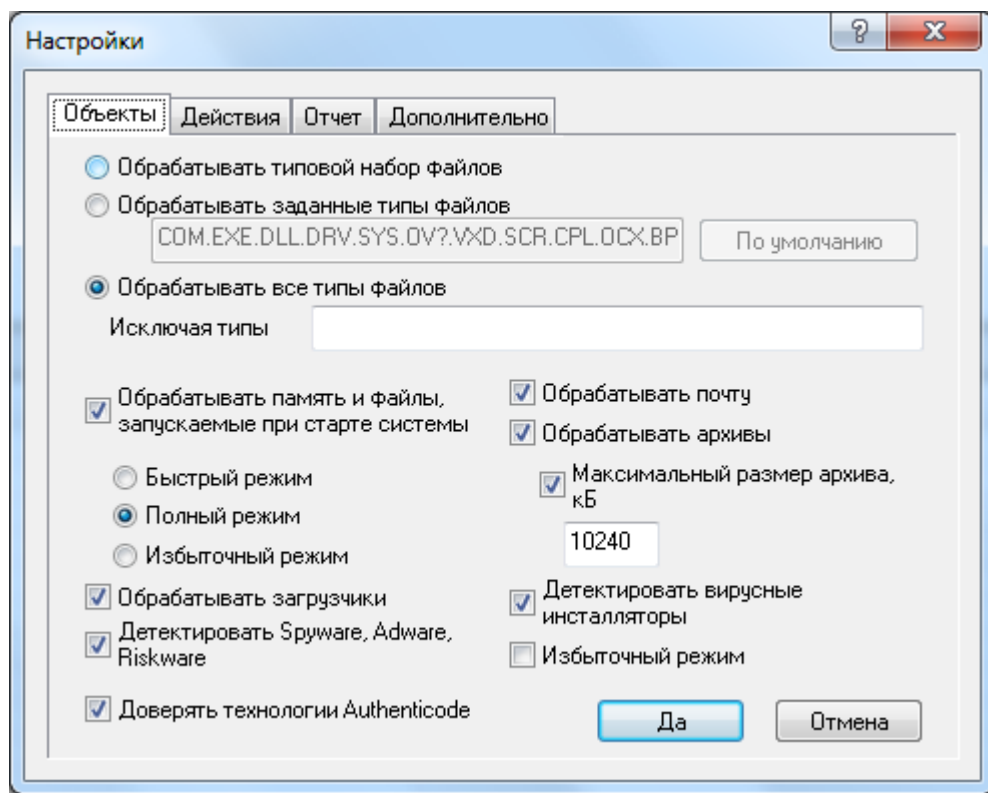 Настройки
Объекты
Действия
Отчет
Дополнительно
Обрабатывать типовой набор файлов
Обрабатывать заданные типы файлов
COM.EXE.DLL.DRV.SYS.OV?.VXD.SCR.CPL.OCX.BP
По умолчанию
Обрабатывать все типы файлов
Исключая типы
Обрабатывать память и файлы,
запускаемые при старте системы
Быстрый режим
Полный режим
Избыточный режим
Обрабатывать загрузчики
Детектировать Spyware, Adware,
Riskware
Доверять технологии Authenticode
Обрабатывать почту
Обрабатывать архивы
Максимальный размер архива,
кБ
10240
Детектировать вирусные
инсталляторы
Избыточный режим
Да
Отмена